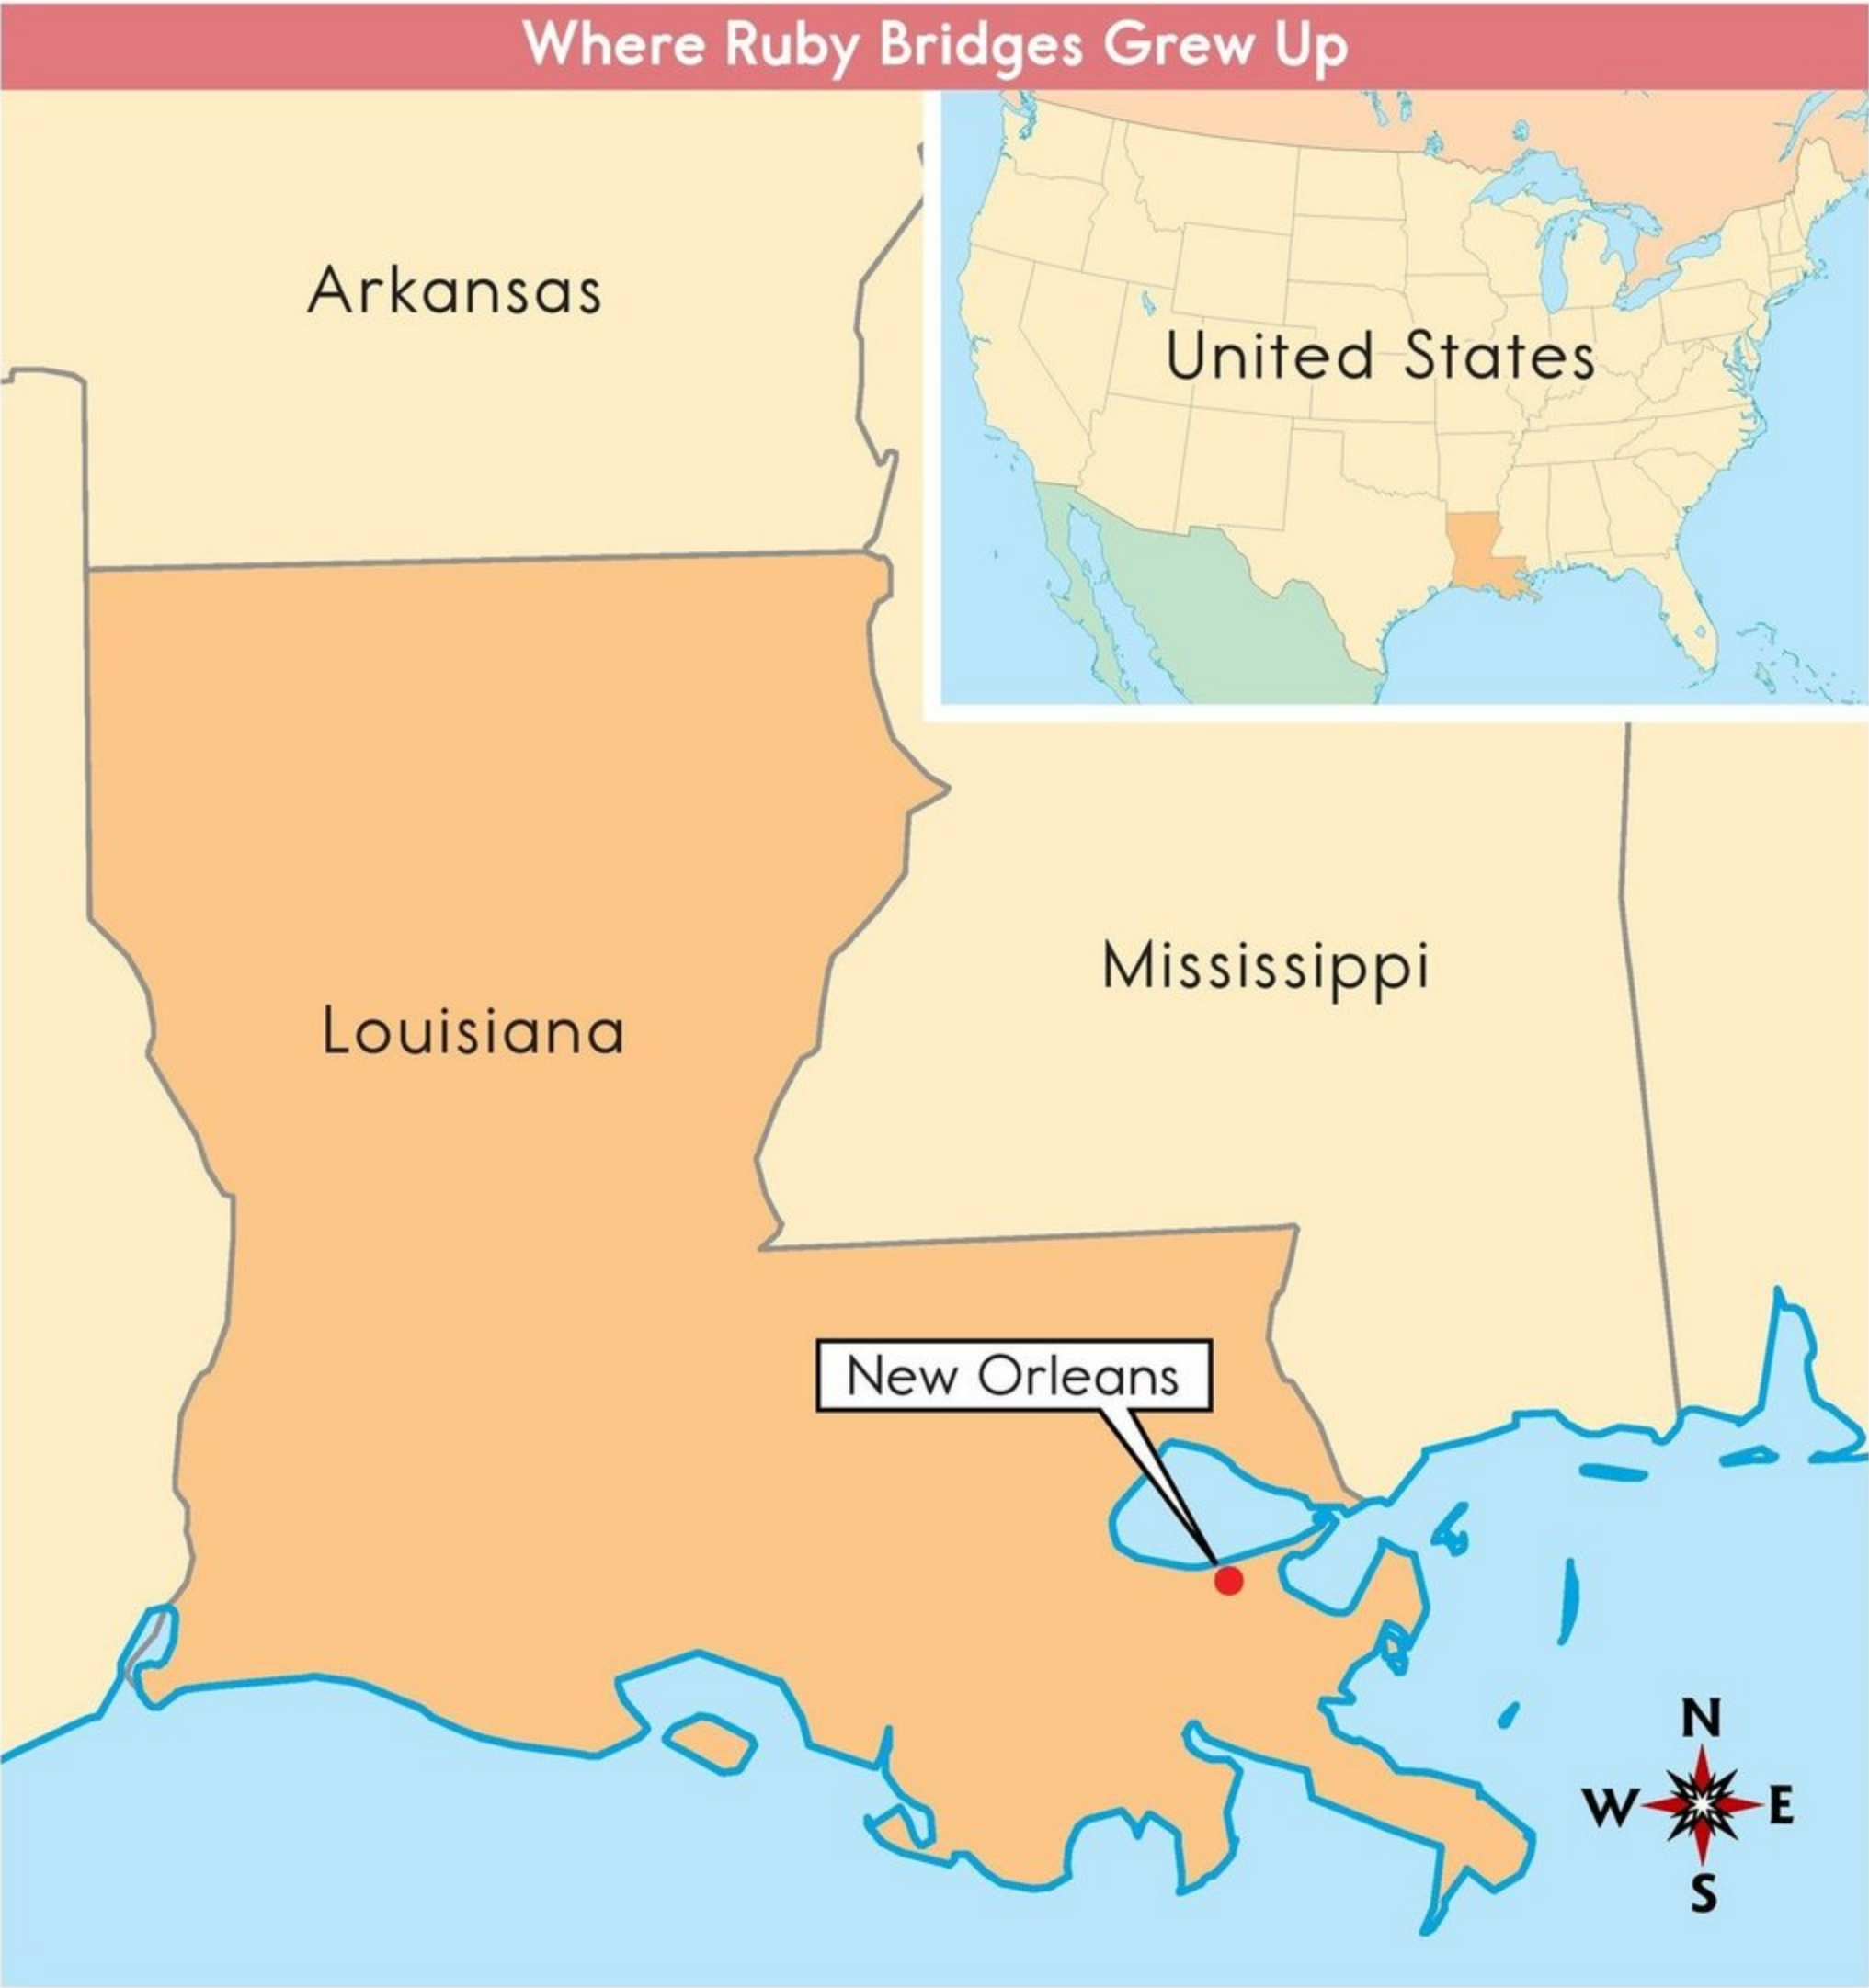 Where Ruby Bridges Grew Up
Arkansas
United States
Mississippi
Louisiana
New Orleans
N
W E
S